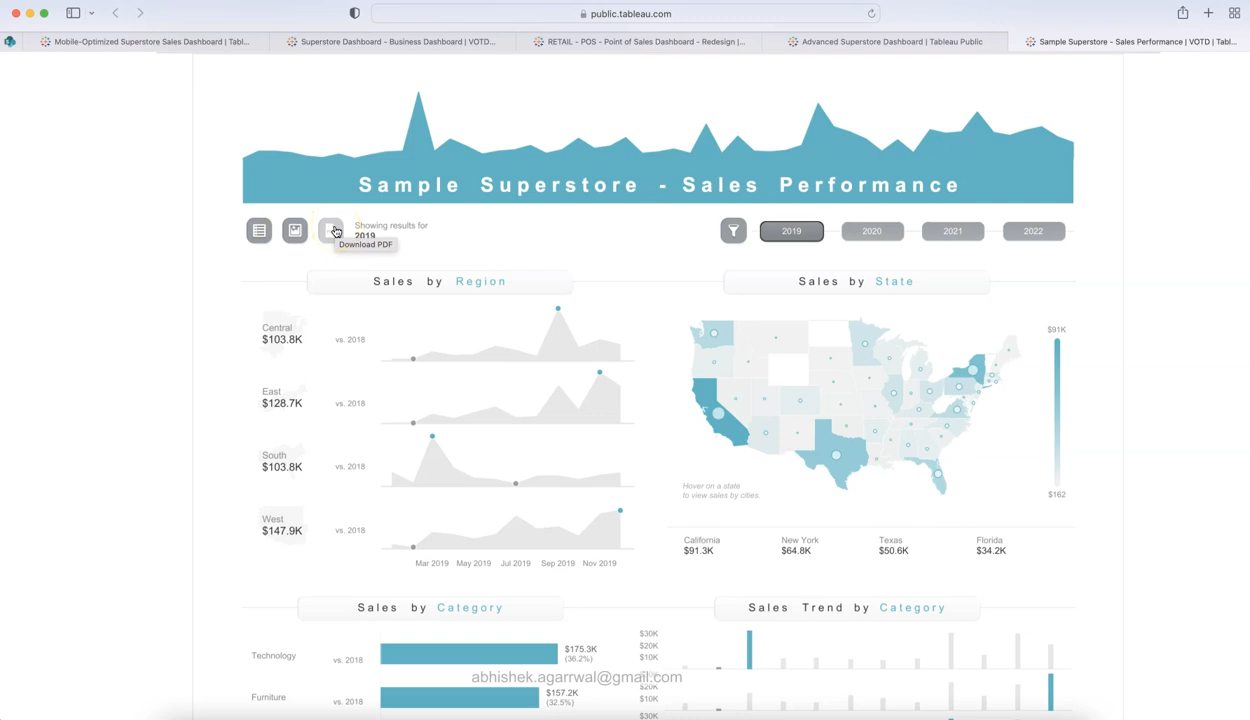 public.tableau.com
Mobile-Optimized Superstore Sales Dashboard | Tabl...
Superstore Dashboard - Business Dashboard | VOTD...
RETAIL - POS - Point of Sales Dashboard - Redesign |...
Advanced Superstore Dashboard | Tableau Public
Sample Superstore - Sales Performance | VOTD | Tabl...
Sample Superstore - Sales Performance
Showing results for
2019
Download PDF
2019
2020
2021
2022
Sales by Region
Sales by State
Central
$103.8K
vs. 2018
East
$128.7K
vs. 2018
South
$103.8K
vs. 2018
West
$147.9K
vs. 2018
Mar 2019
May 2019
Jul 2019
Sep 2019
Nov 2019
$91K
$162
Hover on a state
to view sales by cities.
California
$91.3K
New York
$64.8K
Texas
$50.6K
Florida
$34.2K
Sales by Category
Sales Trend by Category
Technology
vs. 2018
$175.3K
(36.2%)
Furniture
vs. 2018
$157.2K
(32.5%)
$30K
$20K
$10K
$20K
$10K
$30K
abhishek.agarrwal@gmail.com